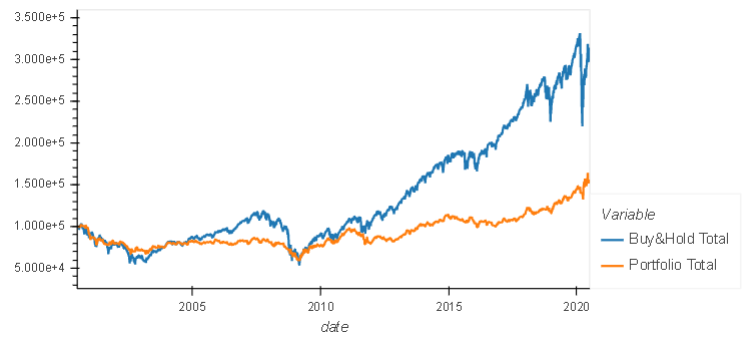 3.500e+5
3.000e+5
2.500e+5
2.000e+5
1.500e+5
1.000e+5
5.000e+4
2005 2010 2015 2020
date
Variable
Buy&Hold Total
Portfolio Total